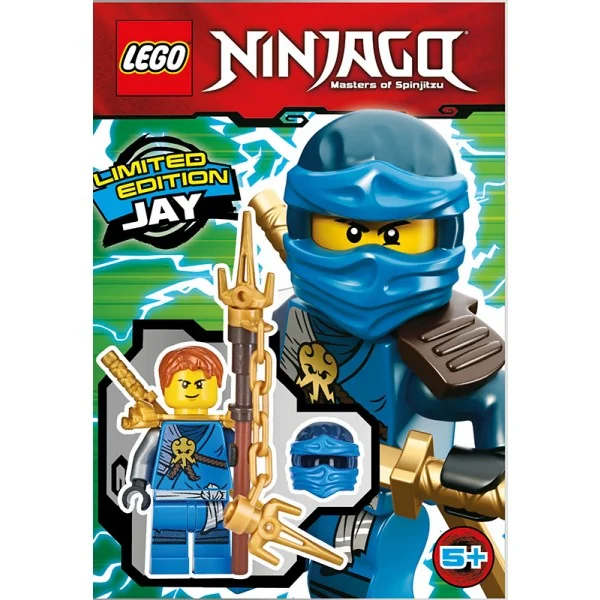 LEGO NINJAGO
Masters of Spinjitzu
LIMITED
EDITION
JAY
5+